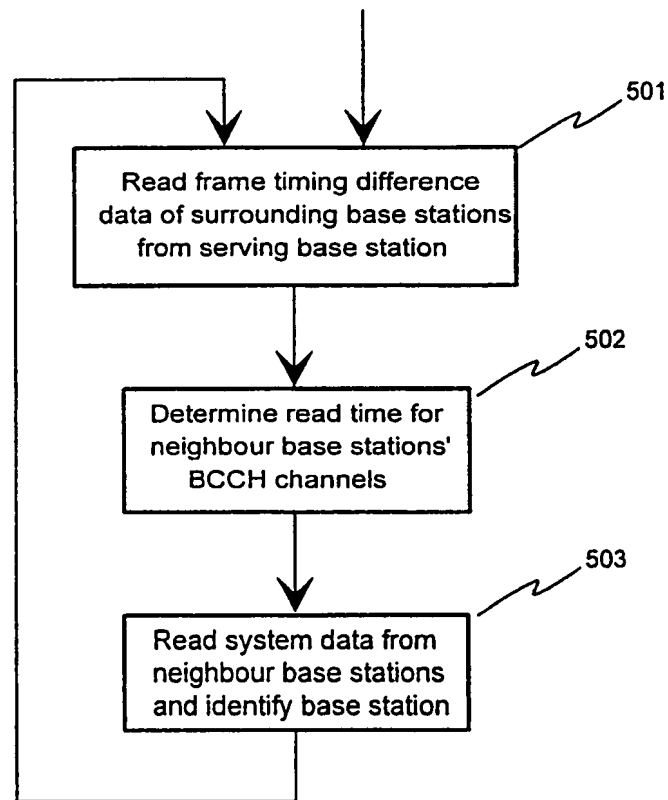 501
Read frame timing difference
data of surrounding base stations
from serving base station
502
Determine read time for
neighbour base stations'
BCCH channels
503
Read system data from
neighbour base stations
and identify base station